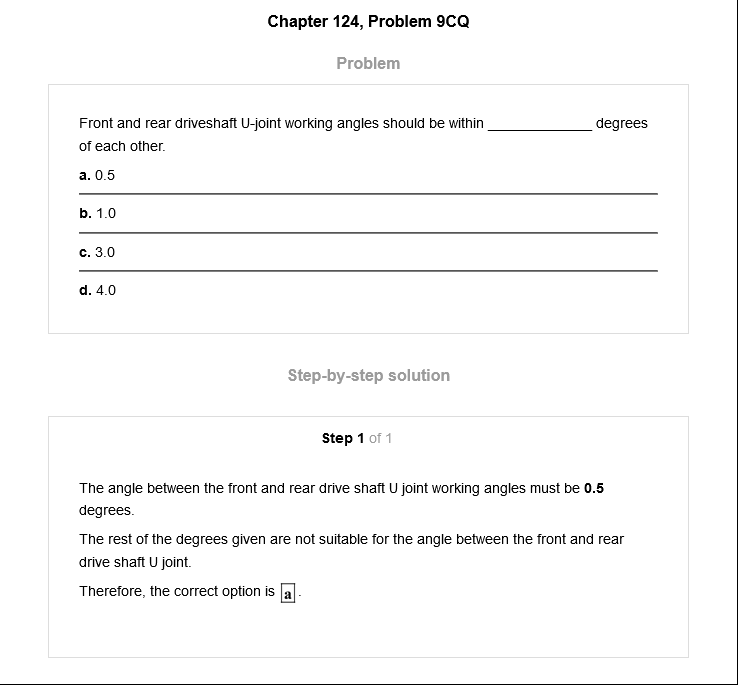 Chapter 124, Problem 9CQ
Problem
Front and rear driveshaft U-joint working angles should be within _____________ degrees
of each other.
a. 0.5
b. 1.0
c. 3.0
d. 4.0
Step-by-step solution
Step 1 of 1
The angle between the front and rear drive shaft U joint working angles must be 0.5
degrees.
The rest of the degrees given are not suitable for the angle between the front and rear
drive shaft U joint.
Therefore, the correct option is a .